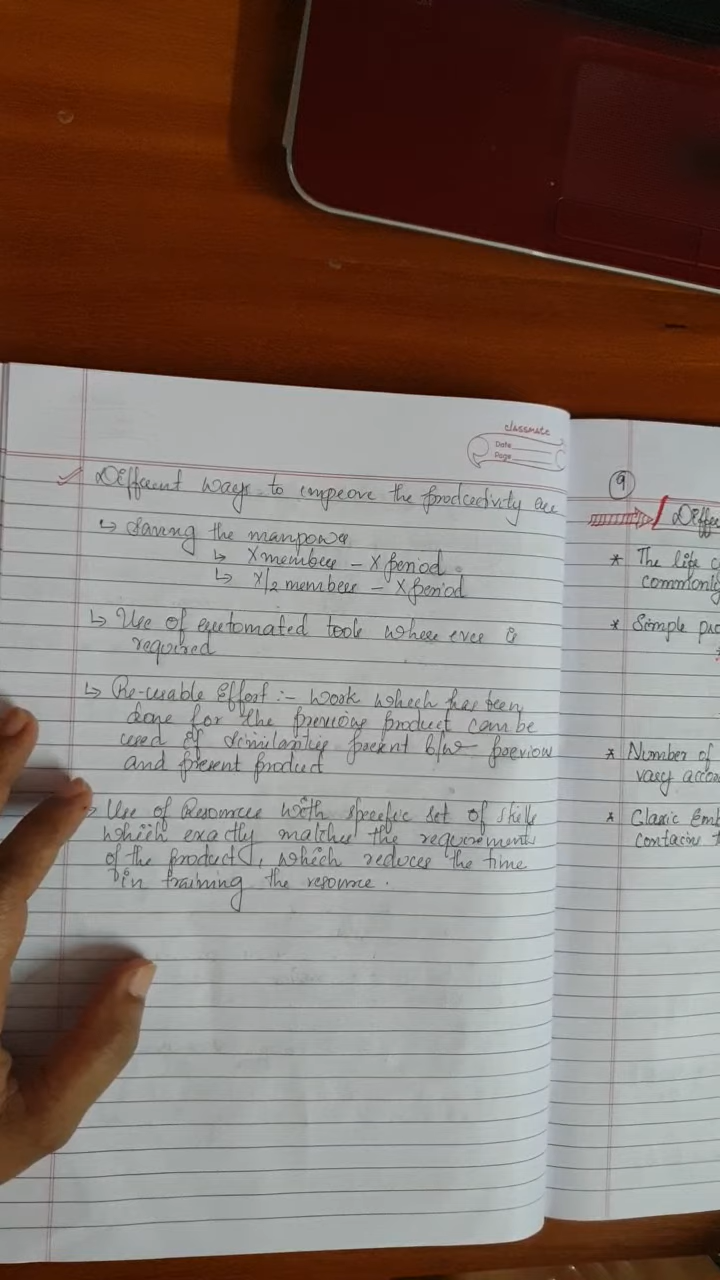 classmate
Date
Page
Different ways to improve the productivity are
↳ Saving the manpower
↳ X members - X period.
↳ X/2 members - X period
↳ Use of automated tools where ever is
required
↳ Re-usable Effort :- Work which has been
done for the previous product can be
used if similarities present b/w previous
and present product
Use of Resources with specific set of skills
which exactly matches the requirements
of the product, which reduces the time
in training the resource.
9
Diffe
* The life c
commonly
* Simple pro
* Number of
vary acco
* Classic Emb
contains t